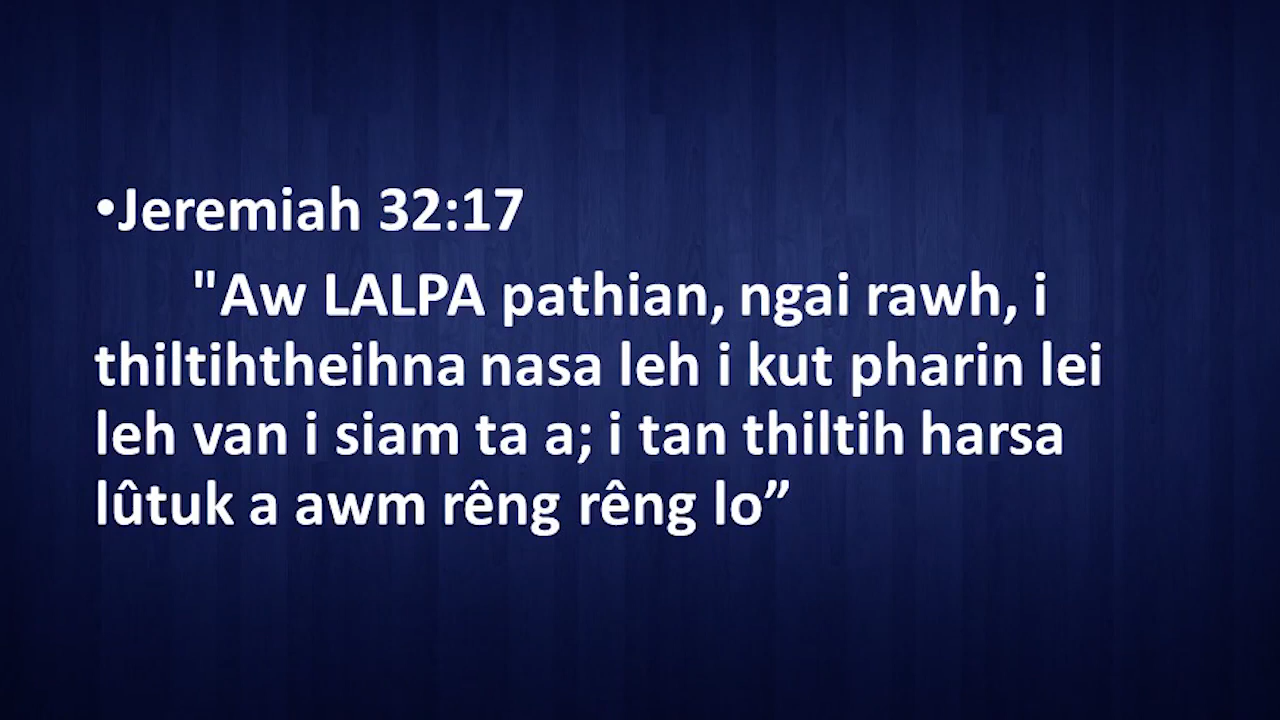 •Jeremiah 32:17
"Aw LALPA pathian, ngai rawh, i
thiltihtheihna nasa leh i kut pharin lei
leh van i siam ta a; i tan thiltih harsa
lûtuk a awm rêng rêng lo”